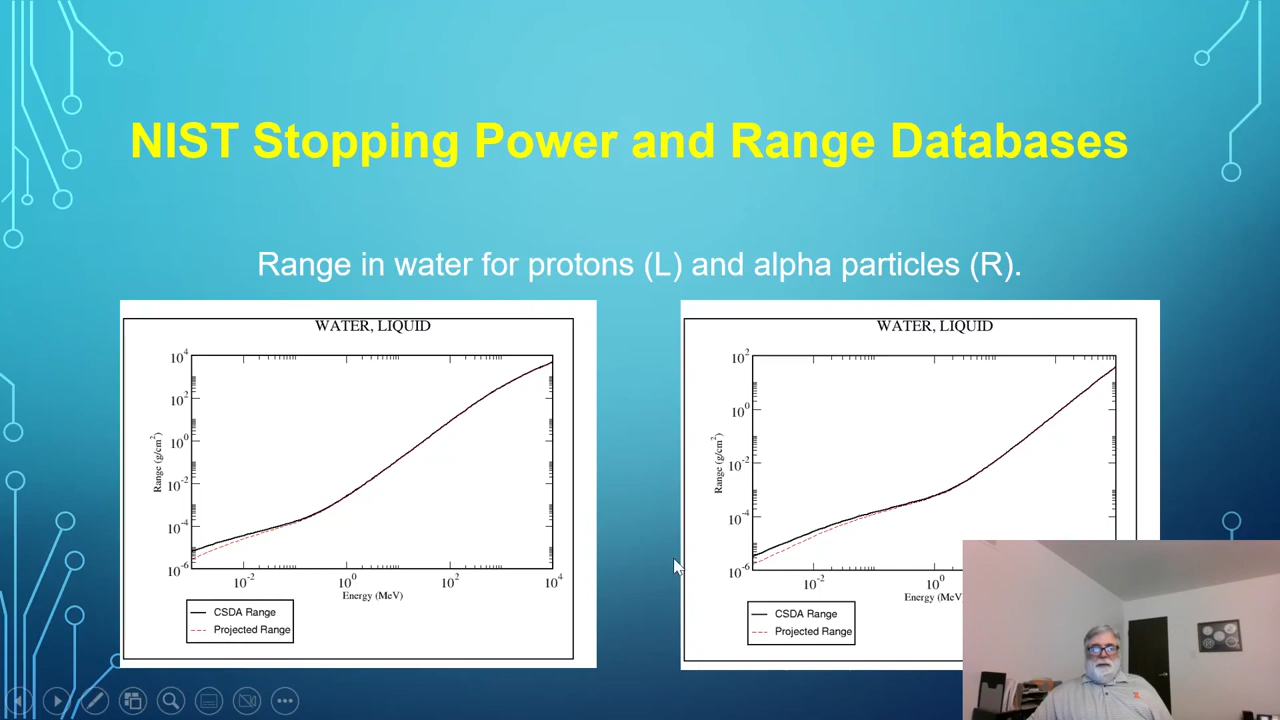 NIST Stopping Power and Range Databases
Range in water for protons (L) and alpha particles (R).
WATER, LIQUID
10^4
10^2
10^0
10^-2
10^-4
10^-6
Range (g/cm^2)
10^-2
10^0
10^2
10^4
Energy (MeV)
CSDA Range
Projected Range
WATER, LIQUID
10^2
10^0
10^-2
10^-4
10^-6
Range (g/cm^2)
10^-2
10^0
Energy (MeV
CSDA Range
Projected Range